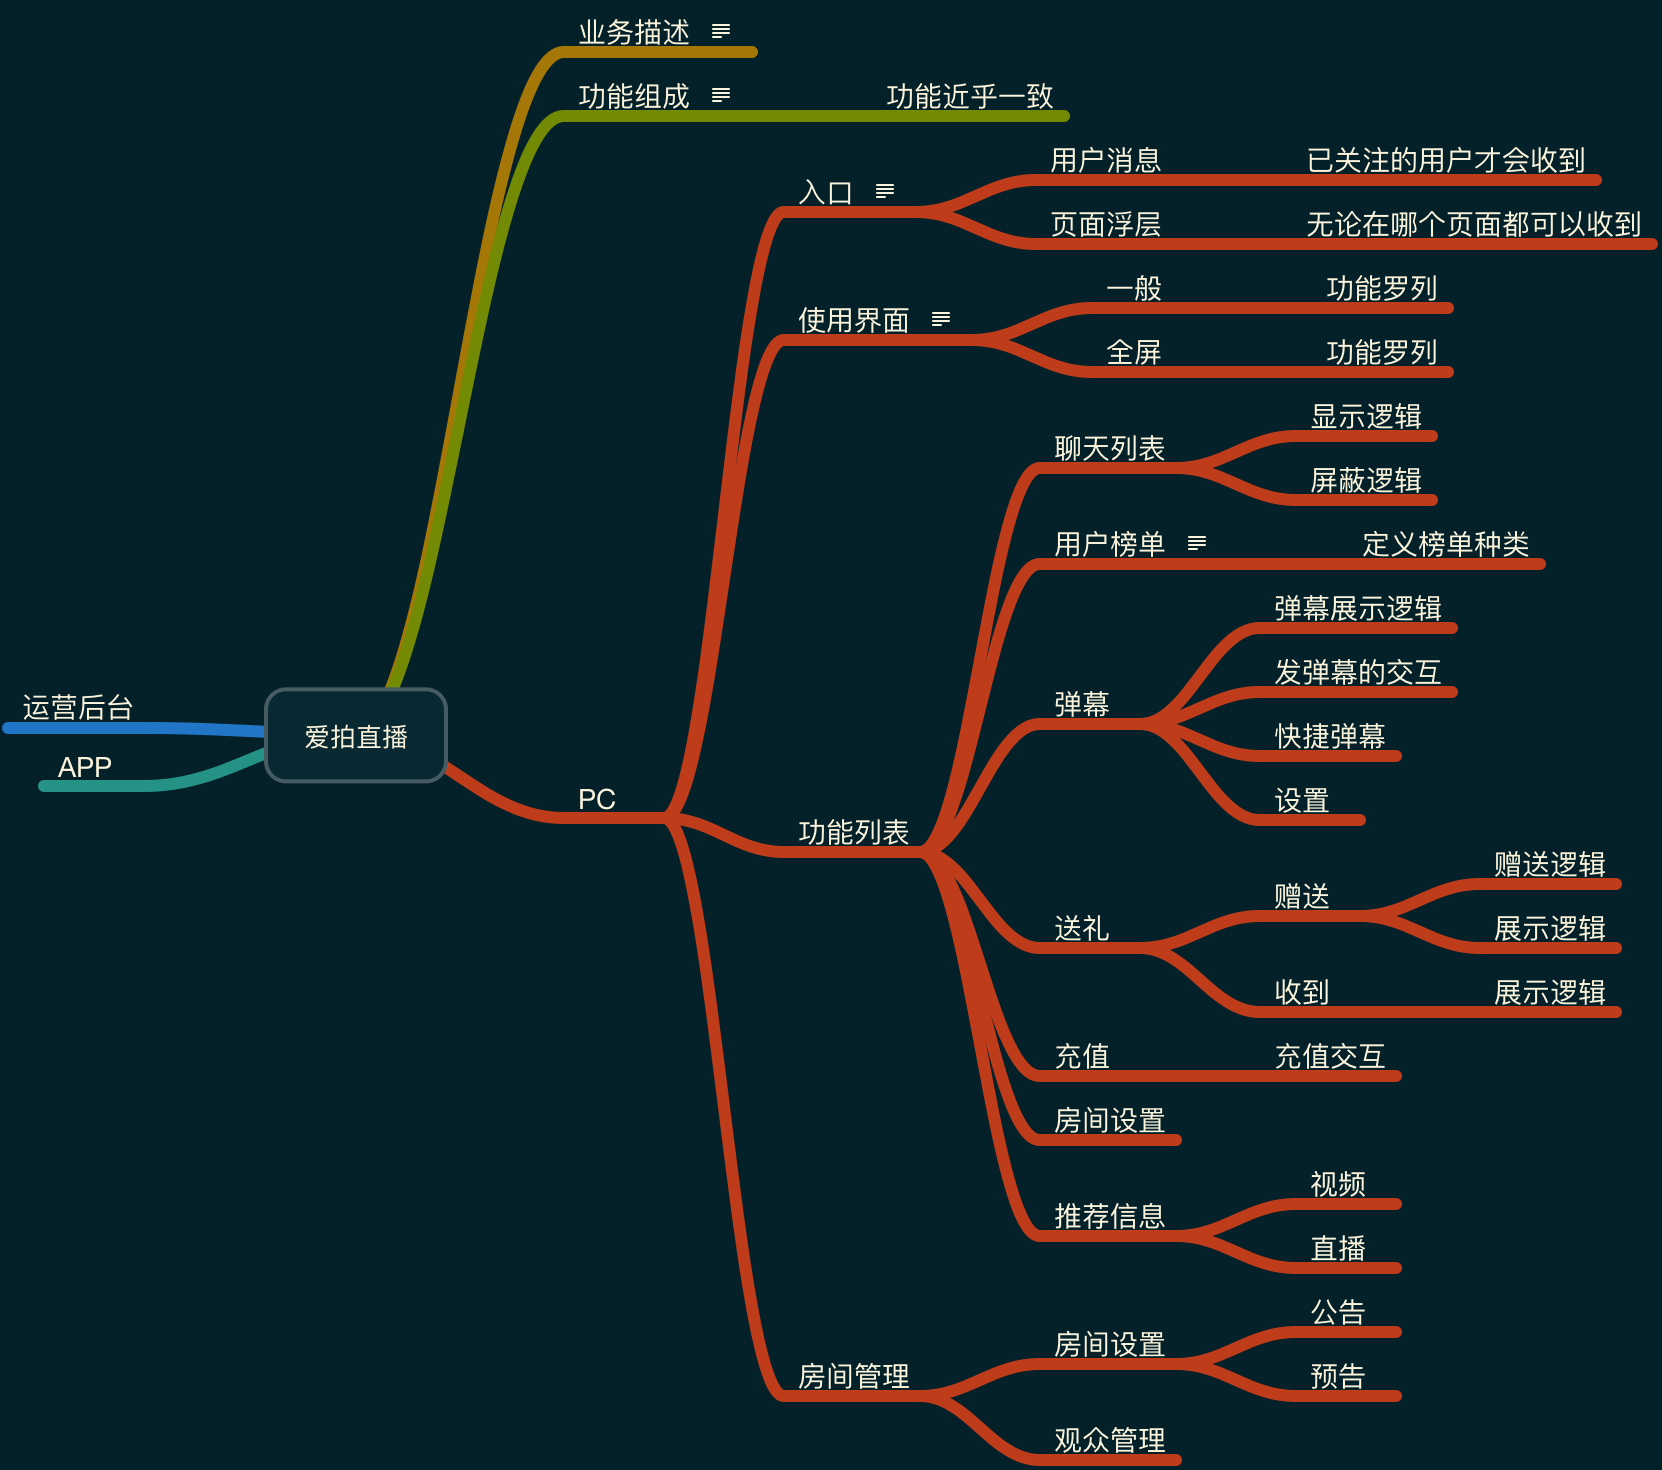 业务描述
功能组成
功能近乎一致
用户消息
已关注的用户才会收到
入口
页面浮层
无论在哪个页面都可以收到
一般
功能罗列
使用界面
全屏
功能罗列
显示逻辑
聊天列表
屏蔽逻辑
用户榜单
定义榜单种类
弹幕展示逻辑
发弹幕的交互
弹幕
快捷弹幕
设置
运营后台
爱拍直播
APP
PC
功能列表
赠送逻辑
赠送
展示逻辑
送礼
收到
展示逻辑
充值
充值交互
房间设置
视频
推荐信息
直播
公告
房间设置
预告
房间管理
观众管理